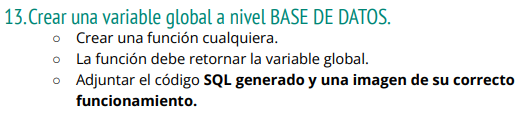 13.Crear una variable global a nivel BASE DE DATOS.
○ Crear una función cualquiera.
○ La función debe retornar la variable global.
○ Adjuntar el código SQL generado y una imagen de su correcto
funcionamiento.